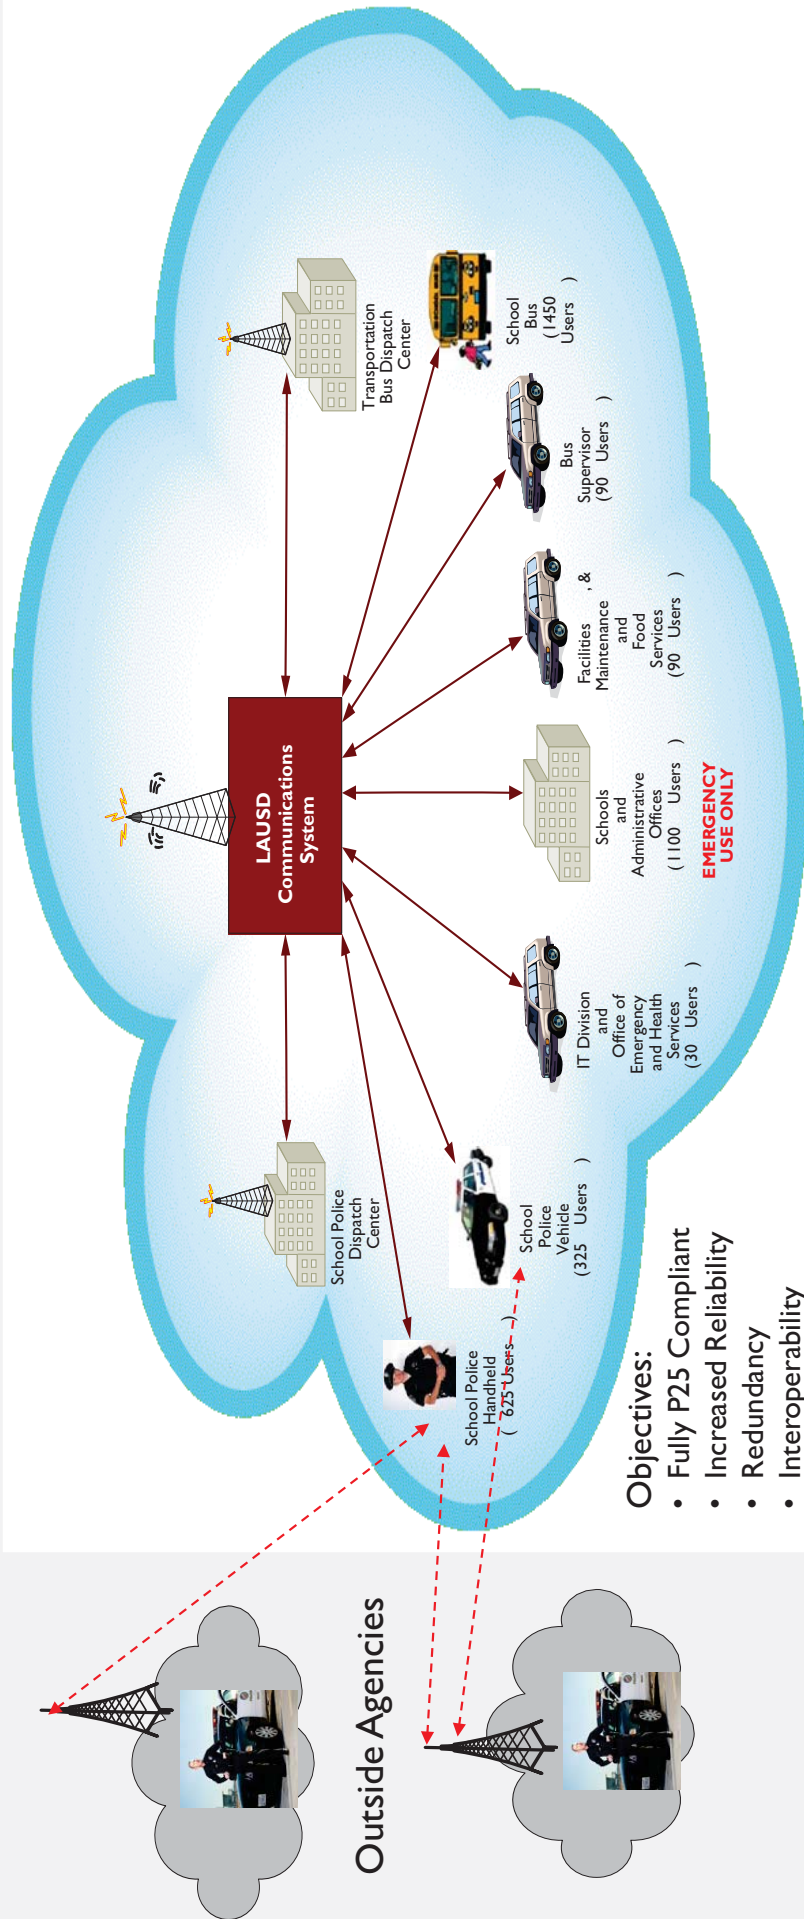 LAUSD
Communications
System
School Police
Dispatch
Center
Transportation
Bus Dispatch
Center
School Police
Handheld
( 625 Users )
School
Police
Vehicle
(325 Users )
IT Division
and
Office of
Emergency
and Health
Services
(30 Users )
Schools
and
Administrative
Offices
(1100 Users )
EMERGENCY
USE ONLY
Facilities , &
Maintenance
and
Food
Services
(90 Users )
Bus
Supervisor
(90 Users )
School
Bus
(1450
Users )
Outside Agencies
Objectives:
• Fully P25 Compliant
• Increased Reliability
• Redundancy
• Interoperability